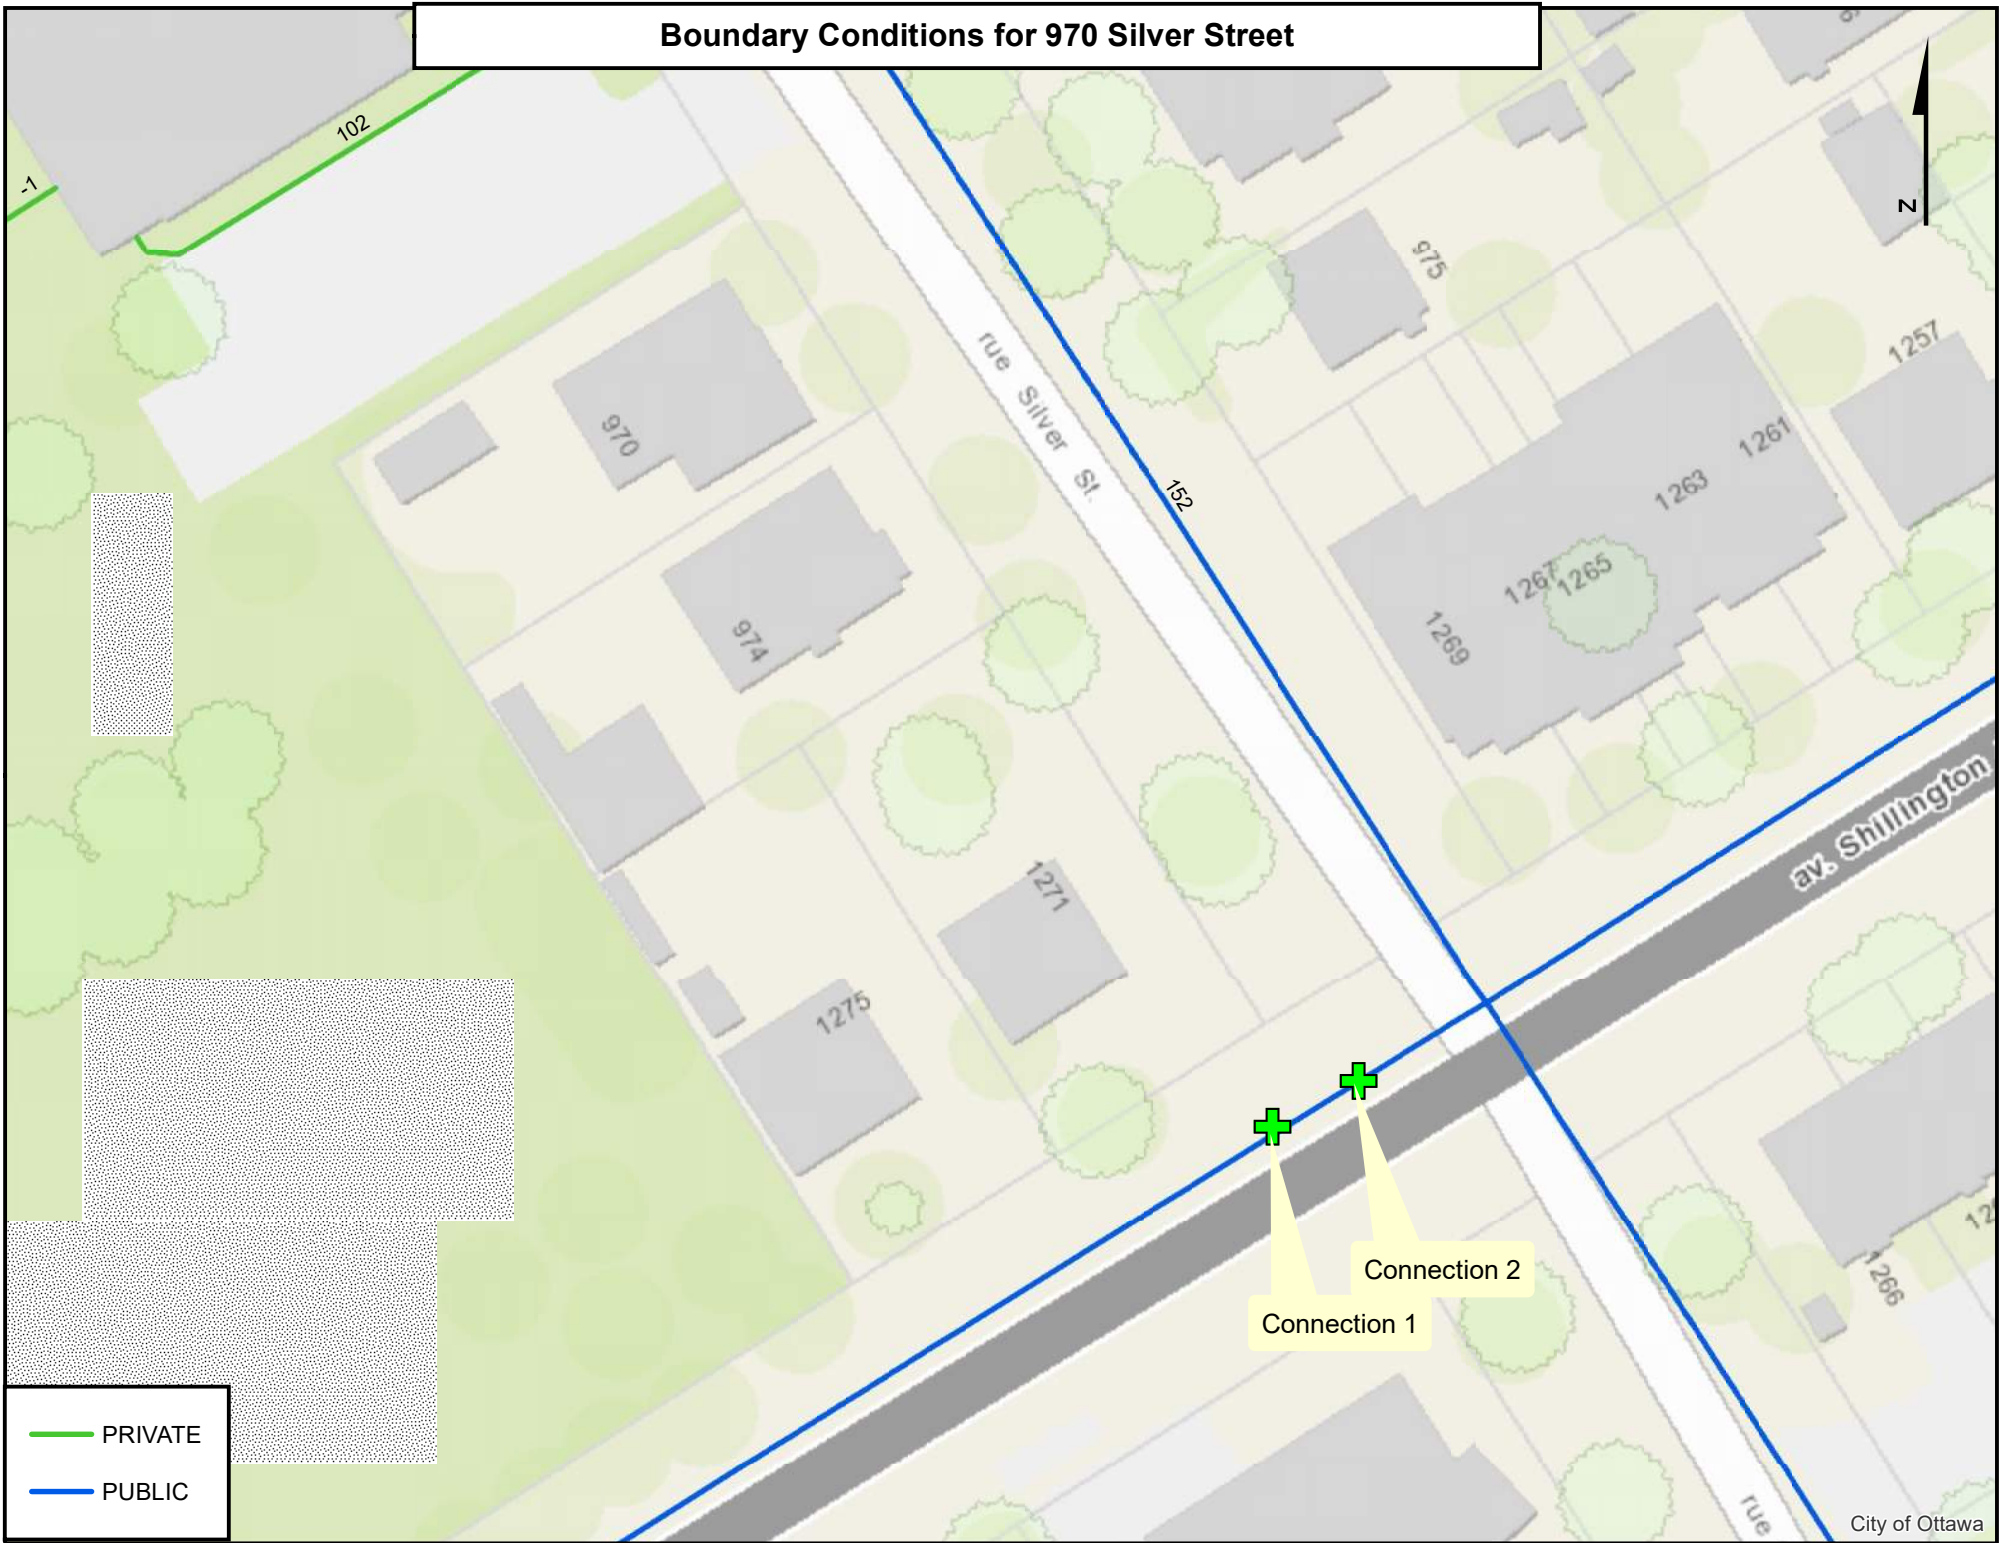 Boundary Conditions for 970 Silver Street
102
-1
N
975
1257
rue Silver St.
970
152
1261
1263
1265
1267
1269
974
av. Shillington
1271
1275
Connection 2
Connection 1
1266
PRIVATE
PUBLIC
rue
City of Ottawa